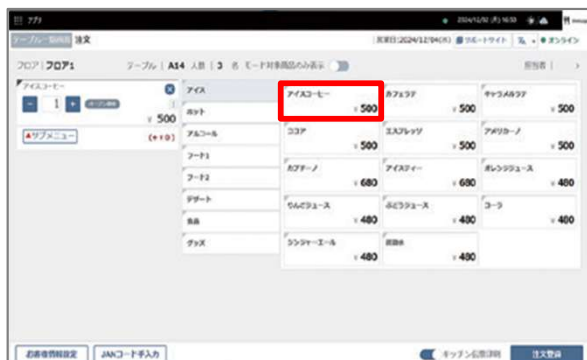 アプリ
2024/12/02 (月) 16:50
テーブル一覧画面 注文
営業日:2024/12/04(水) サポートサイト オンライン
フロア | フロア1 テーブル | A14 人数 | 3 名 モード対象商品のみ表示
担当者 |
アイスコーヒー
1
¥ 500
▲サブメニュー (+¥0)
アイス
ホット
アルコール
フード1
フード2
デザート
食品
グッズ
アイスコーヒー ¥ 500
カフェラテ ¥ 500
キャラメルラテ ¥ 500
ココア ¥ 500
エスプレッソ ¥ 500
アメリカーノ ¥ 500
カプチーノ ¥ 680
アイスティー ¥ 680
オレンジジュース ¥ 480
りんごジュース ¥ 480
ぶどうジュース ¥ 480
コーラ ¥ 480
ジンジャーエール ¥ 480
炭酸水 ¥ 480
お客様情報設定 JANコード手入力
キッチン伝票印刷 注文登録